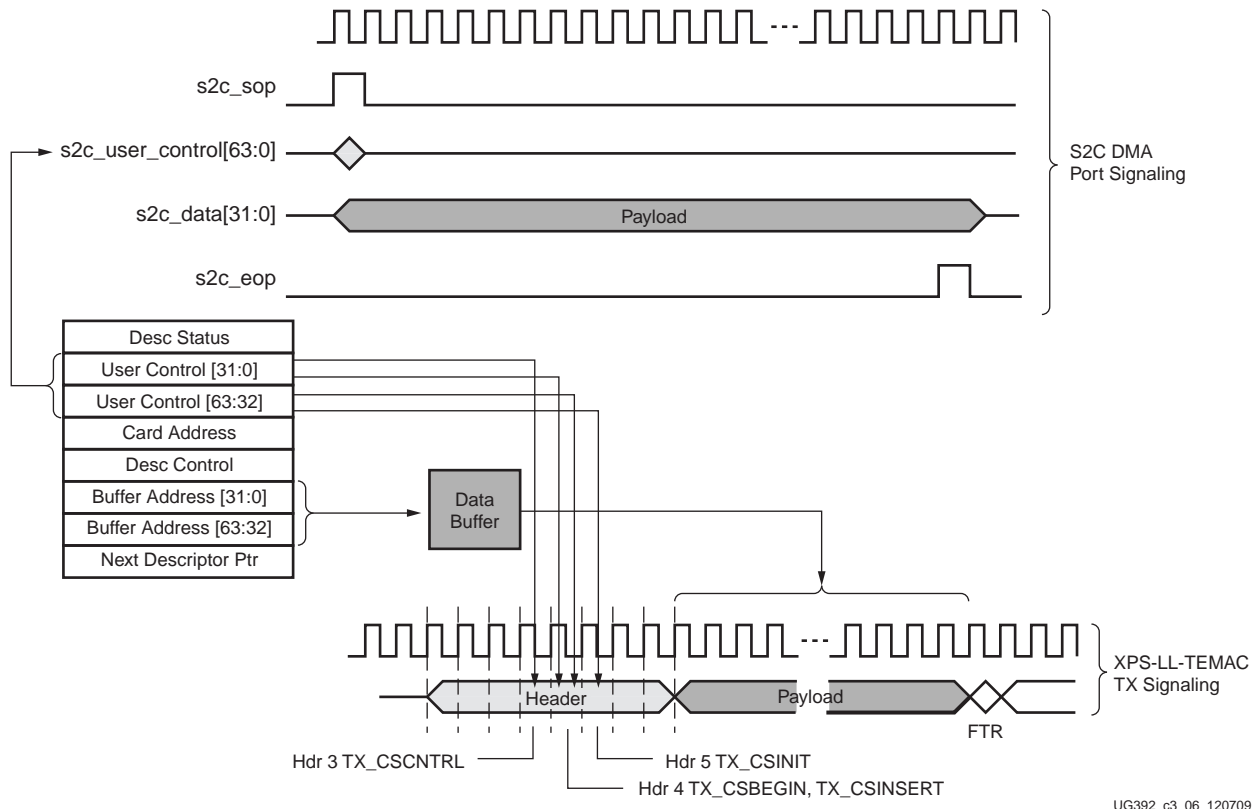 s2c_sop
s2c_user_control[63:0]
S2C DMA
Port Signaling
s2c_data[31:0]
Payload
s2c_eop
Desc Status
User Control [31:0]
User Control [63:32]
Card Address
Desc Control
Buffer Address [31:0]
Buffer Address [63:32]
Next Descriptor Ptr
Data
Buffer
XPS-LL-TEMAC
TX Signaling
Header
Payload
FTR
Hdr 3 TX_CSCNTRL
Hdr 5 TX_CSINIT
Hdr 4 TX_CSBEGIN, TX_CSINSERT
UG392_c3_06_120709